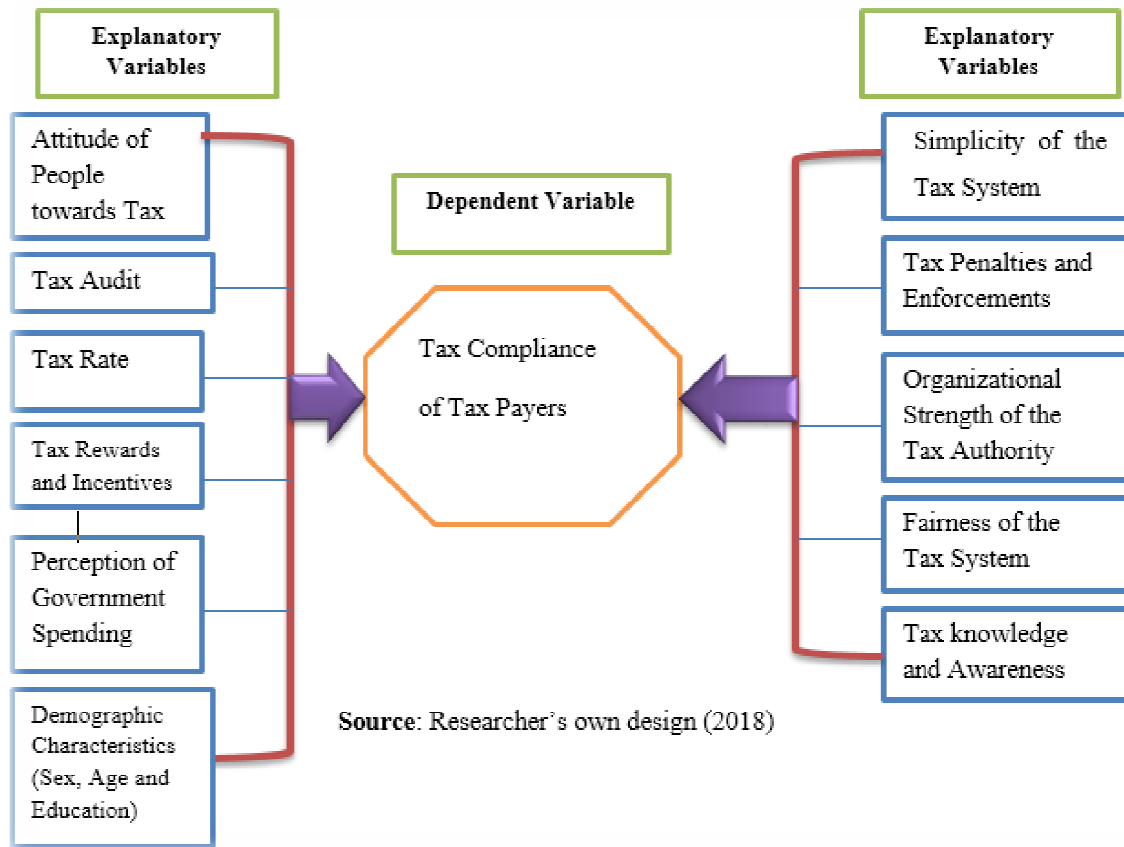 Explanatory
Variables
Attitude of
People
towards Tax
Tax Audit
Tax Rate
Tax Rewards
and Incentives
Perception of
Government
Spending
Demographic
Characteristics
(Sex, Age and
Education)
Dependent Variable
Tax Compliance
of Tax Payers
Explanatory
Variables
Simplicity of the
Tax System
Tax Penalties and
Enforcements
Organizational
Strength of the
Tax Authority
Fairness of the
Tax System
Tax knowledge
and Awareness
Source: Researcher’s own design (2018)